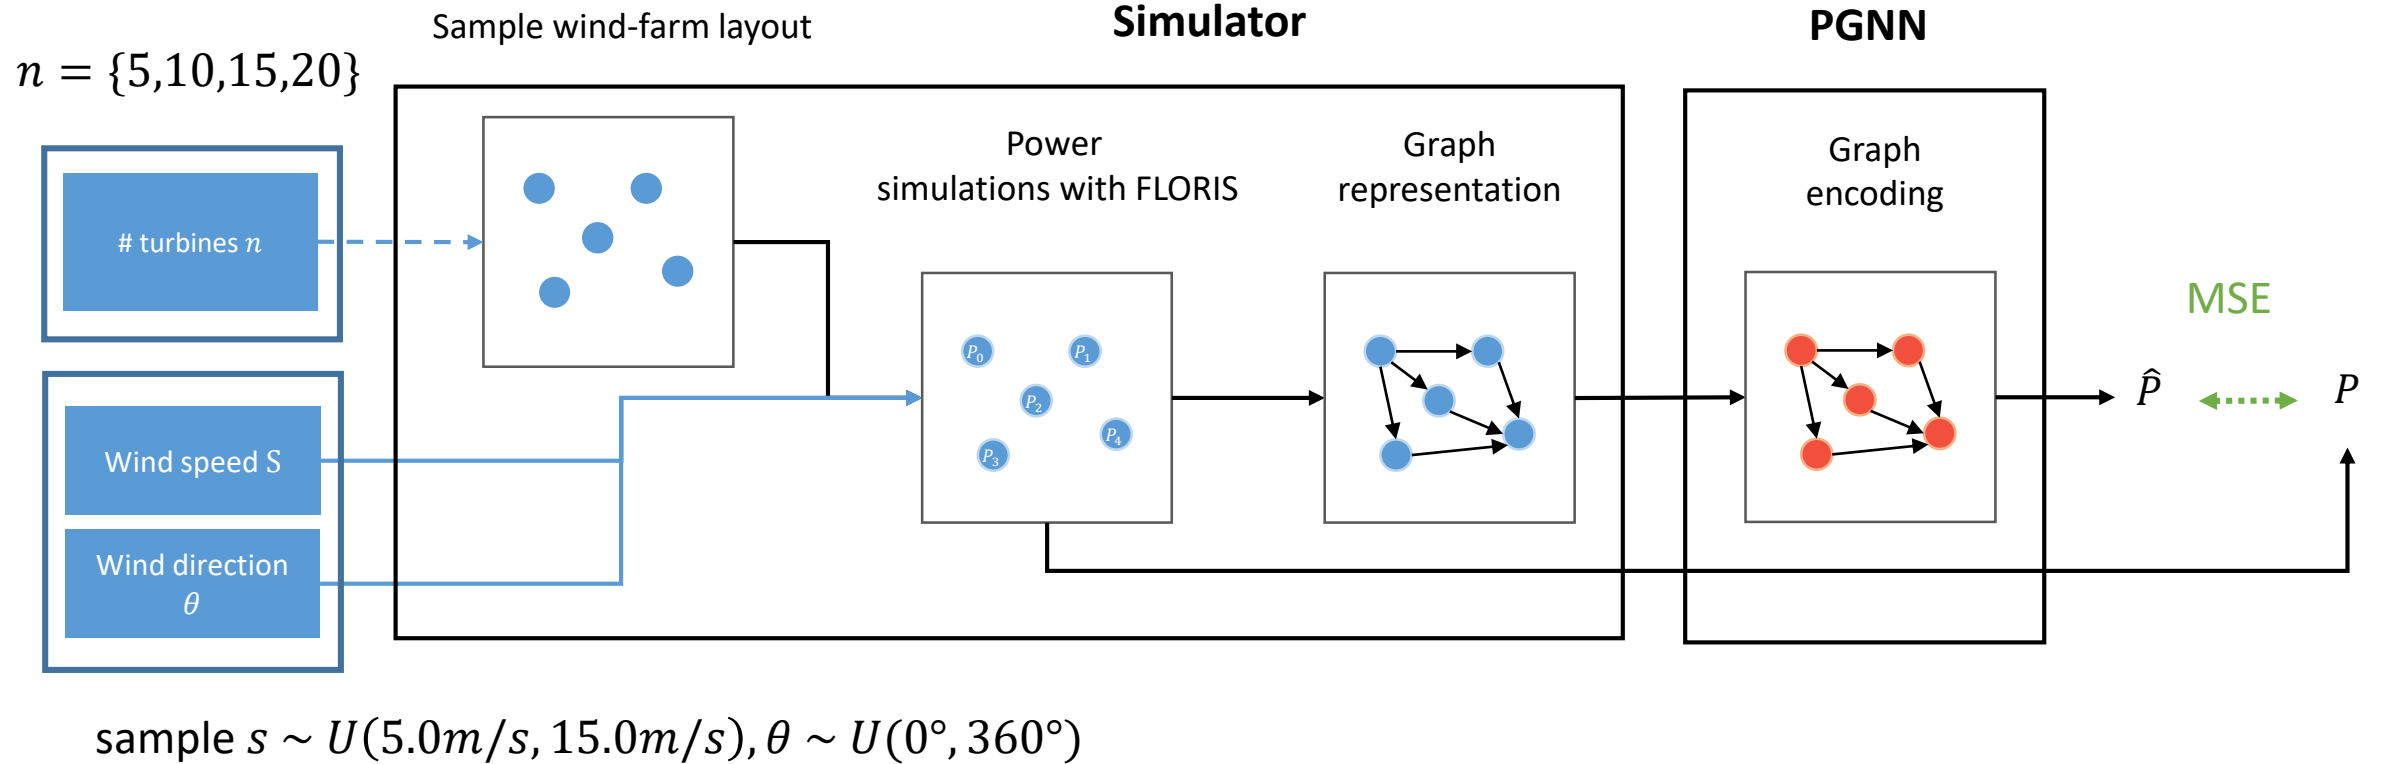 Sample wind-farm layout
Simulator
PGNN
n = {5,10,15,20}
Power
simulations with FLORIS
Graph
representation
Graph
encoding
# turbines n
MSE
P₀
P₁
P₂
P₃
P₄
P̂
P
Wind speed S
Wind direction
θ
sample s ~ U(5.0m/s, 15.0m/s), θ ~ U(0°, 360°)